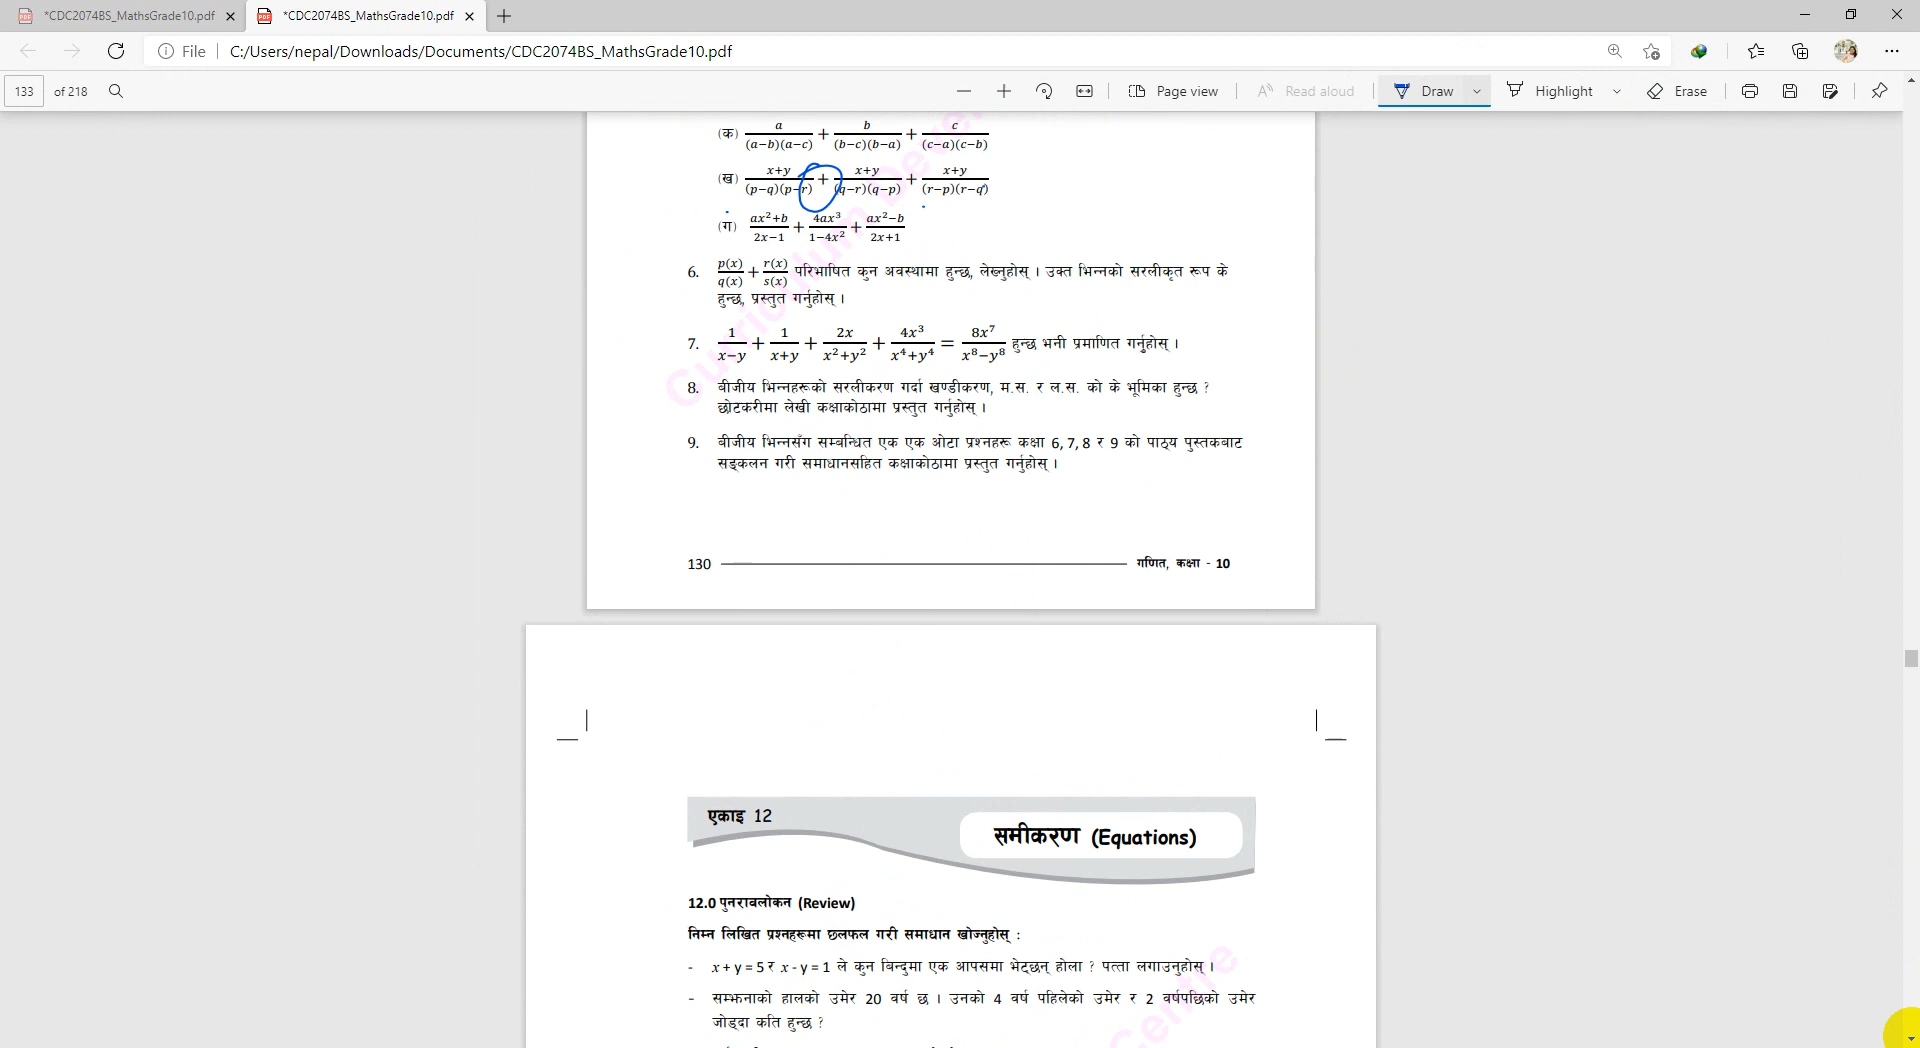 *CDC2074BS_MathsGrade10.pdf
*CDC2074BS_MathsGrade10.pdf
File
C:/Users/nepal/Downloads/Documents/CDC2074BS_MathsGrade10.pdf
133 of 218
Page view
Read aloud
Draw
Highlight
Erase
(क) a/(a−b)(a−c) + b/(b−c)(b−a) + c/(c−a)(c−b)
(ख) x+y/(p−q)(p−r) + x+y/(q−r)(q−p) + x+y/(r−p)(r−q)
(ग) ax²+b/2x−1 + 4ax³/1−4x² + ax²−b/2x+1
6. p(x)/q(x) + r(x)/s(x) परिभाषित कुन अवस्थामा हुन्छ, लेख्नुहोस् । उक्त भिन्नको सरलीकृत रूप के
हुन्छ, प्रस्तुत गर्नुहोस् ।
7. 1/x−y + 1/x+y + 2x/x²+y² + 4x³/x⁴+y⁴ = 8x⁷/x⁸−y⁸ हुन्छ भनी प्रमाणित गर्नुहोस् ।
8. बीजीय भिन्नहरूको सरलीकरण गर्दा खण्डीकरण, म.स. र ल.स. को के भूमिका हुन्छ ?
छोटकरीमा लेखी कक्षाकोठामा प्रस्तुत गर्नुहोस् ।
9. बीजीय भिन्नसँग सम्बन्धित एक एक ओटा प्रश्नहरू कक्षा 6, 7, 8 र 9 को पाठ्य पुस्तकबाट
सङ्कलन गरी समाधानसहित कक्षाकोठामा प्रस्तुत गर्नुहोस् ।
130
गणित, कक्षा - 10
एकाइ 12
समीकरण (Equations)
12.0 पुनरावलोकन (Review)
निम्न लिखित प्रश्नहरूमा छलफल गरी समाधान खोज्नुहोस् :
- x + y = 5 र x - y = 1 ले कुन बिन्दुमा एक आपसमा भेट्छन् होला ? पत्ता लगाउनुहोस् ।
- सम्झनाको हालको उमेर 20 वर्ष छ । उनको 4 वर्ष पहिलेको उमेर र 2 वर्षपछिको उमेर
जोड्दा कति हुन्छ ?
Curriculum
Centre